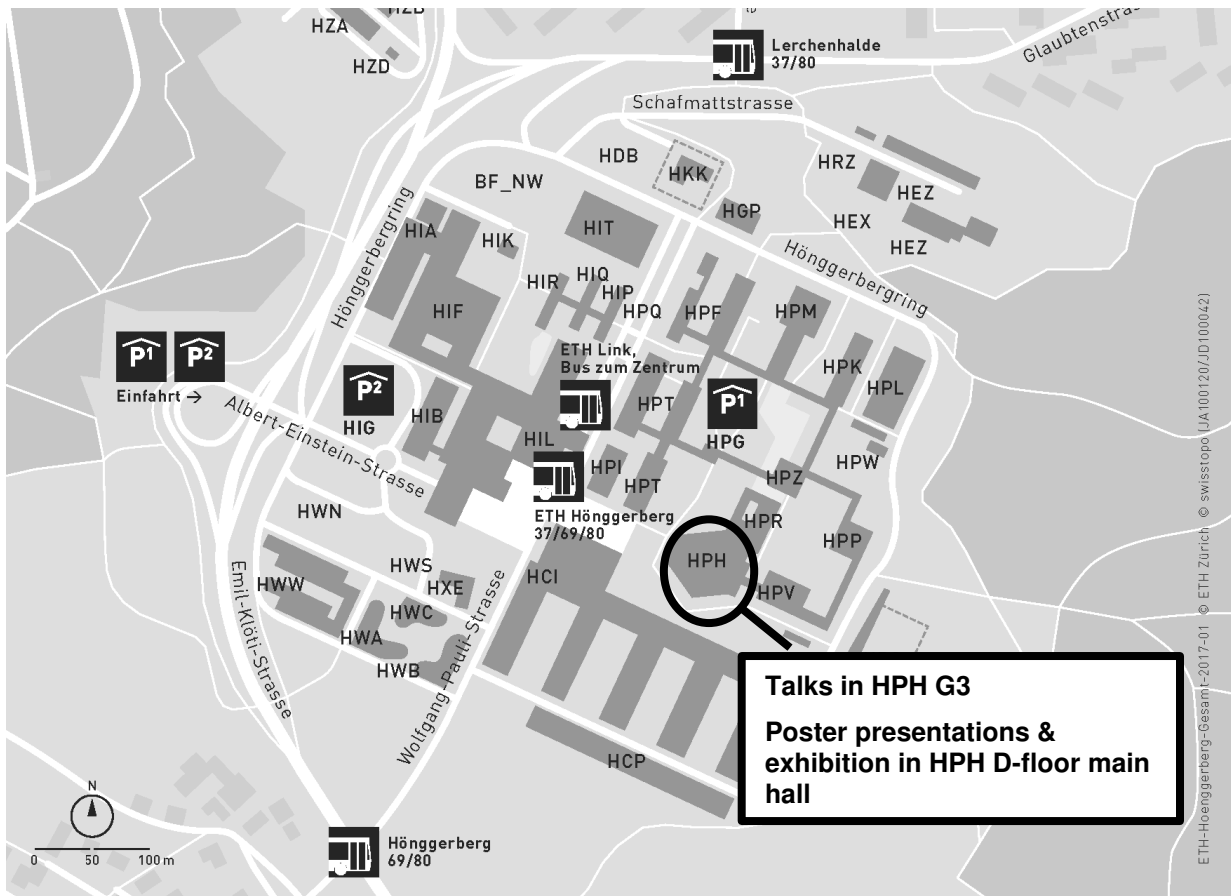 HZB
HZA
HZD
Lerchenhalde
37/80
Glaubtenstras
Schafmattstrasse
HDB
HKK
HRZ
HEZ
BF_NW
HGP
HEX
HEZ
HIA
HIK
HIT
Hönggerbergring
Hönggerbergring
HIR
HIQ
HIP
HPQ
HPF
HPM
HIF
ETH Link,
Bus zum Zentrum
HPK
HPL
P1
P2
Einfahrt →
P2
HIG
HIB
HPT
P1
HPG
Albert-Einstein-Strasse
HIL
HPI
HPT
HPZ
HPW
HWN
ETH Hönggerberg
37/69/80
HPR
HPP
HPH
HWS
HCI
HWW
HXE
HPV
HWC
HWA
HWB
Emil-Klöti-Strasse
Wolfgang-Pauli-Strasse
Talks in HPH G3
Poster presentations &
exhibition in HPH D-floor main
hall
HCP
N
0 50 100 m
Hönggerberg
69/80
ETH-Hoenggerberg-Gesamt-2017-01 © ETH Zürich © swisstopo (JA100120/JD100042)